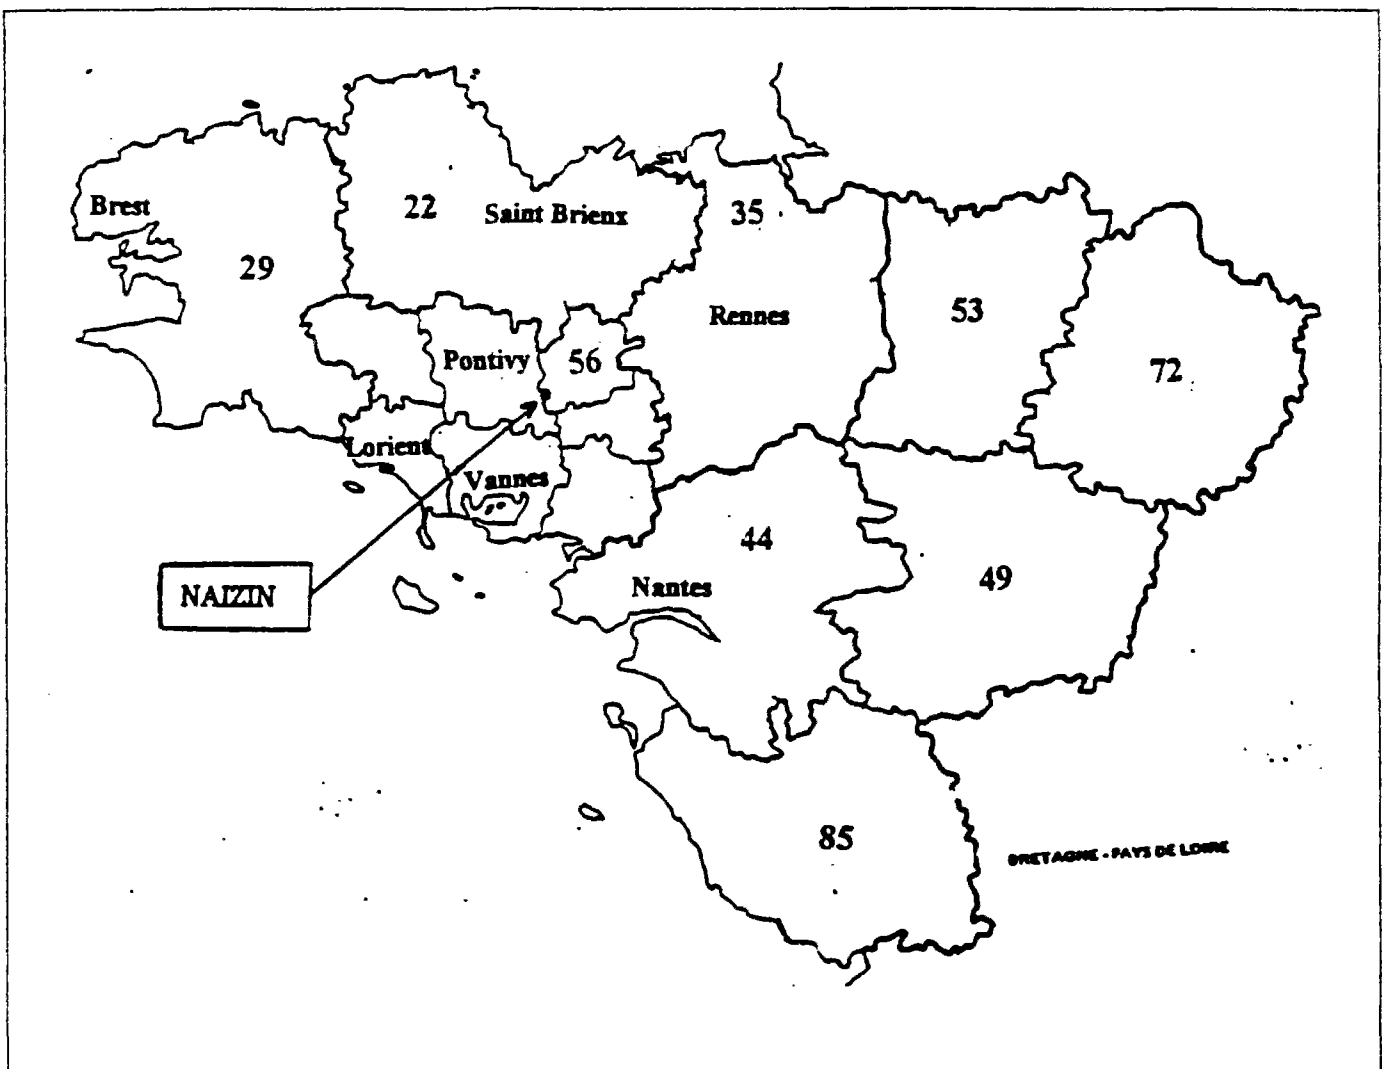 Brest
22
Saint Brieux
35
29
Rennes
53
Pontivy
56
72
Lorient
Vannes
44
NAIZIN
Nantes
49
85
BRETAGNE - PAYS DE LOIRE